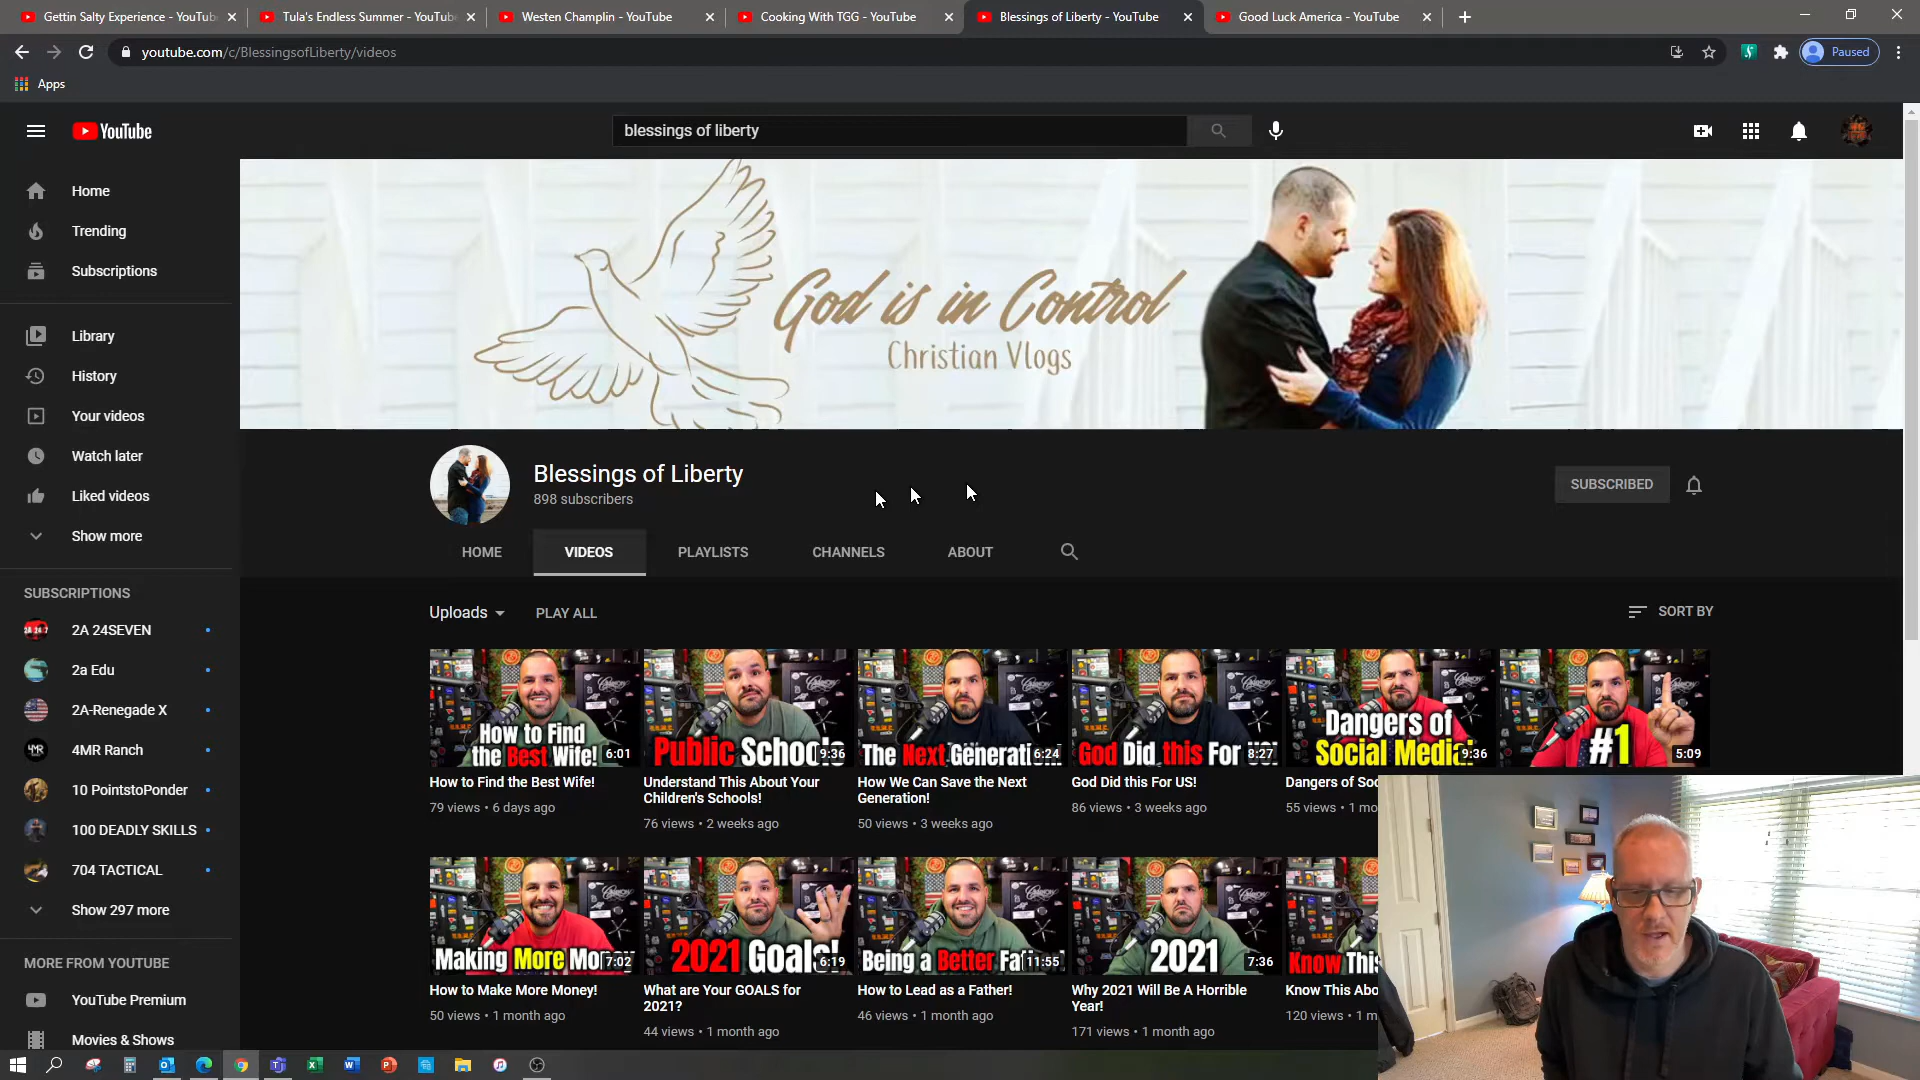 Gettin Salty Experience - YouTub
Tula's Endless Summer - YouTube
Westen Champlin - YouTube
Cooking With TGG - YouTube
Blessings of Liberty - YouTube
Good Luck America - YouTube
youtube.com/c/BlessingsofLiberty/videos
Paused
Apps
YouTube
blessings of liberty
Home
Trending
Subscriptions
Library
History
Your videos
Watch later
Liked videos
Show more
SUBSCRIPTIONS
2A 24SEVEN
2a Edu
2A-Renegade X
4MR Ranch
10 PointstoPonder
100 DEADLY SKILLS
704 TACTICAL
Show 297 more
MORE FROM YOUTUBE
YouTube Premium
Movies & Shows
God is in Control
Christian Vlogs
Blessings of Liberty
898 subscribers
SUBSCRIBED
HOME
VIDEOS
PLAYLISTS
CHANNELS
ABOUT
Uploads
PLAY ALL
SORT BY
How to Find
the Best Wife!
6:01
Public Schools
9:36
The Next Generati
6:24
God Did this For
8:27
Dangers of
Social Media!
9:36
#1
5:09
How to Find the Best Wife!
79 views • 6 days ago
Understand This About Your
Children's Schools!
76 views • 2 weeks ago
How We Can Save the Next
Generation!
50 views • 3 weeks ago
God Did this For US!
86 views • 3 weeks ago
Dangers of Soc
55 views • 1 mo
Making More Mo
7:02
2021 Goals!
6:19
Being a Better Fa
11:55
2021
7:36
Know This
How to Make More Money!
50 views • 1 month ago
What are Your GOALS for
2021?
44 views • 1 month ago
How to Lead as a Father!
46 views • 1 month ago
Why 2021 Will Be A Horrible
Year!
171 views • 1 month ago
Know This Abo
120 views • 1 m